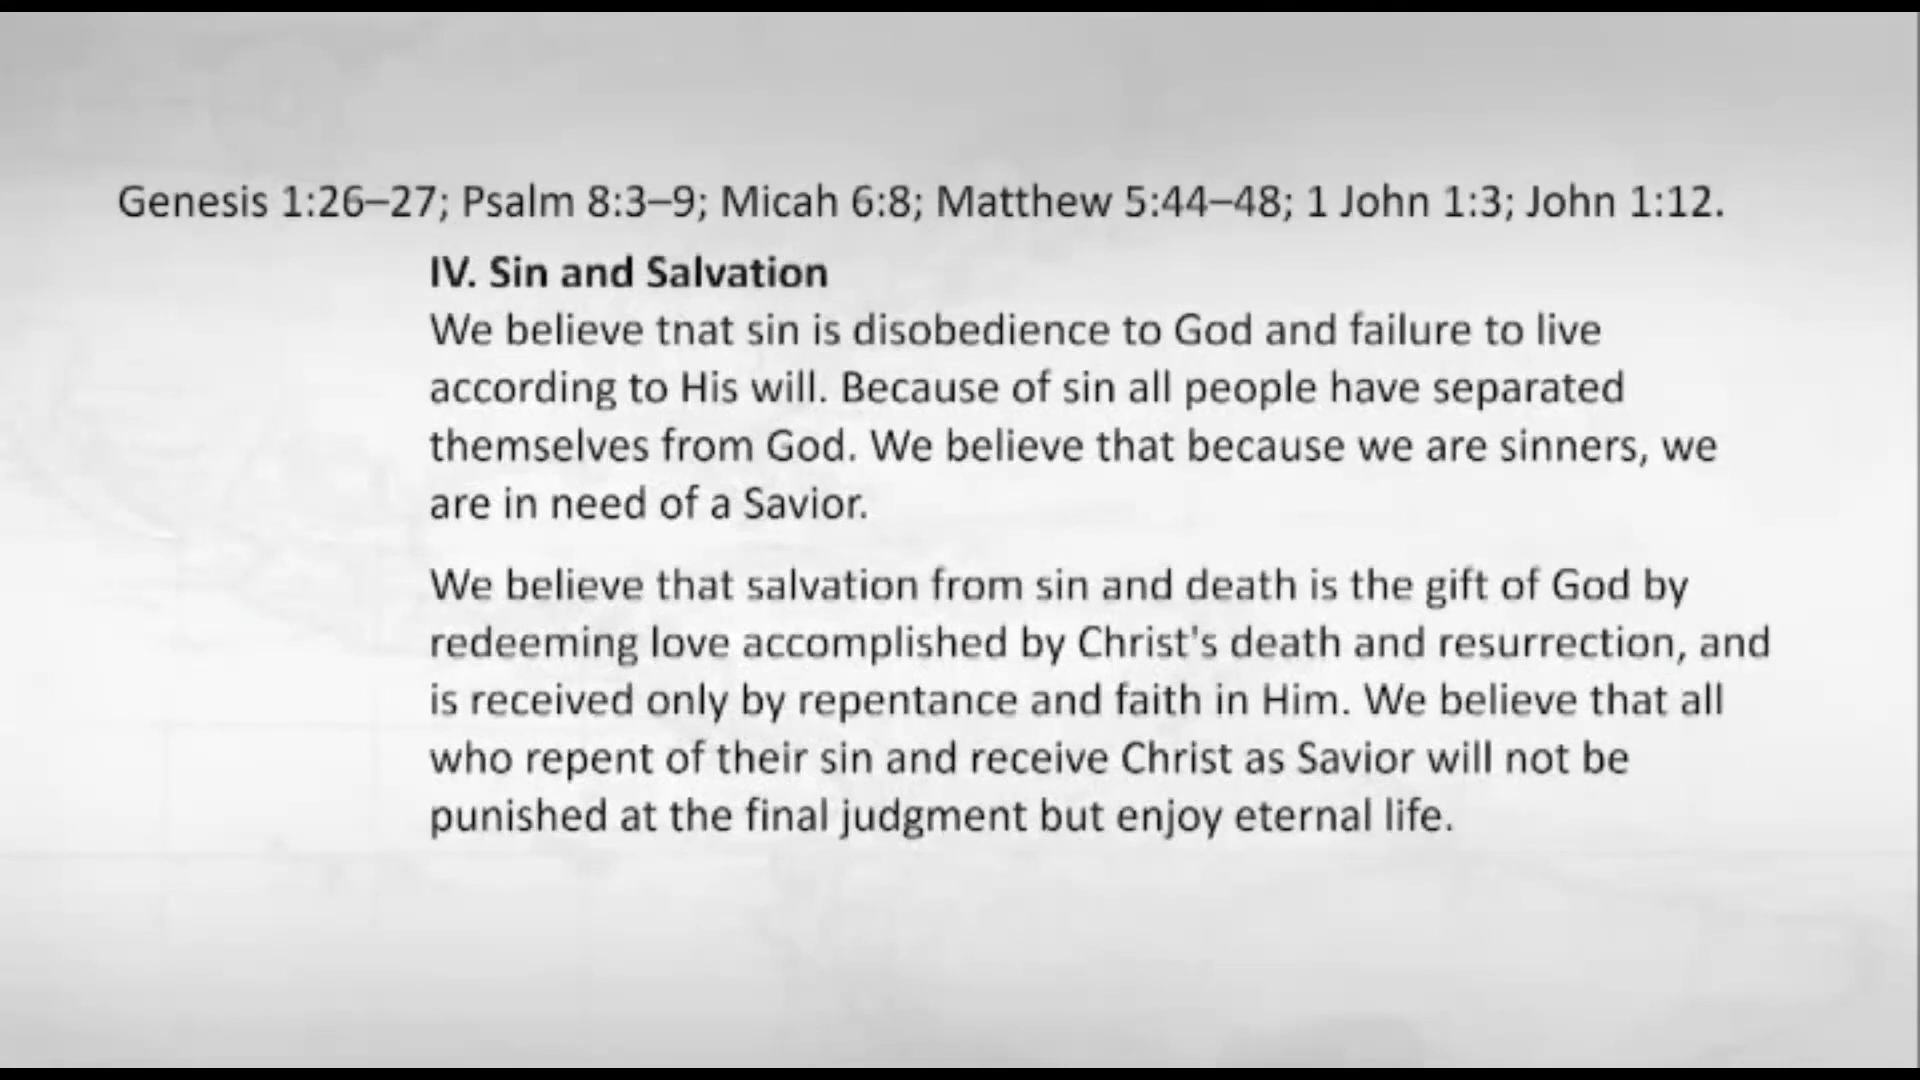 Genesis 1:26–27; Psalm 8:3–9; Micah 6:8; Matthew 5:44–48; 1 John 1:3; John 1:12.
IV. Sin and Salvation
We believe tnat sin is disobedience to God and failure to live
according to His will. Because of sin all people have separated
themselves from God. We believe that because we are sinners, we
are in need of a Savior.
We believe that salvation from sin and death is the gift of God by
redeeming love accomplished by Christ's death and resurrection, and
is received only by repentance and faith in Him. We believe that all
who repent of their sin and receive Christ as Savior will not be
punished at the final judgment but enjoy eternal life.